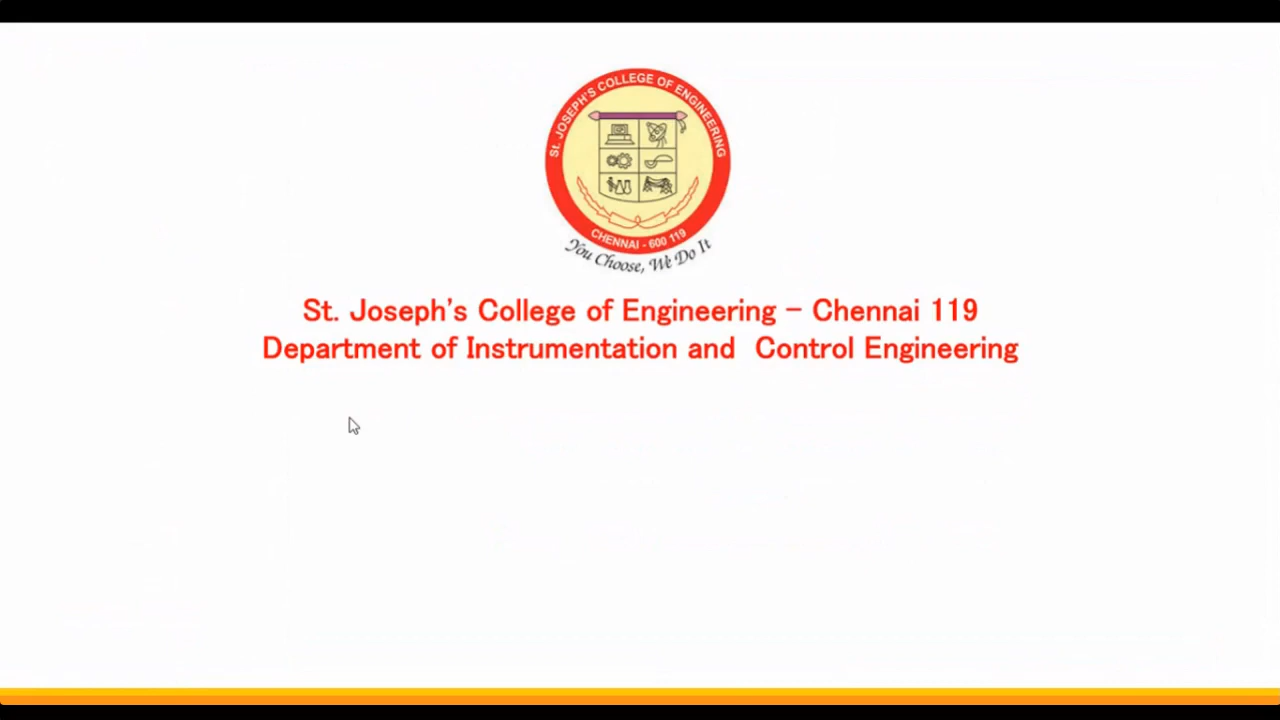 St. JOSEPH'S COLLEGE OF ENGINEERING
CHENNAI - 600 119
You Choose, We Do It
St. Joseph's College of Engineering – Chennai 119
Department of Instrumentation and Control Engineering